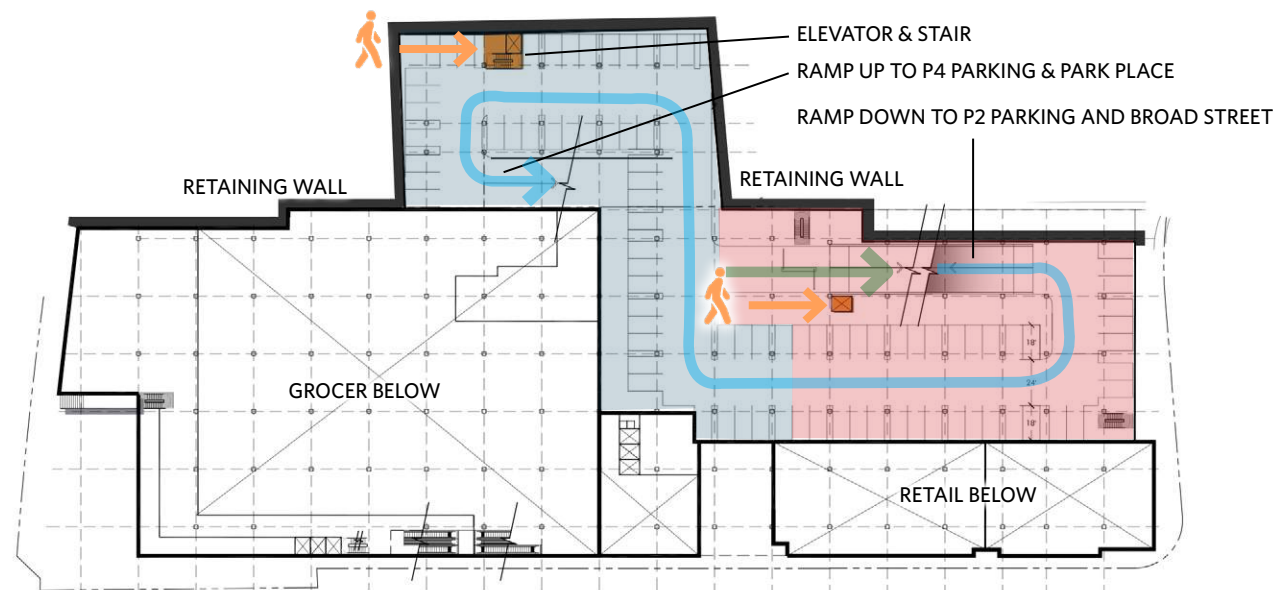 ELEVATOR & STAIR
RAMP UP TO P4 PARKING & PARK PLACE
RAMP DOWN TO P2 PARKING AND BROAD STREET
RETAINING WALL
RETAINING WALL
18'
24'
18'
GROCER BELOW
RETAIL BELOW